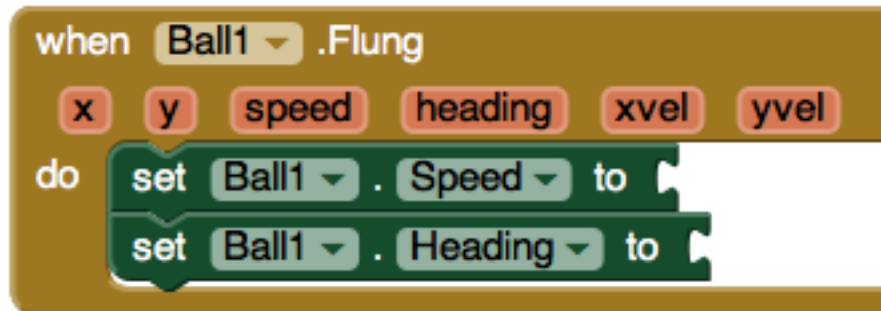 when Ball1 .Flung
x y speed heading xvel yvel
do set Ball1 . Speed to
set Ball1 . Heading to